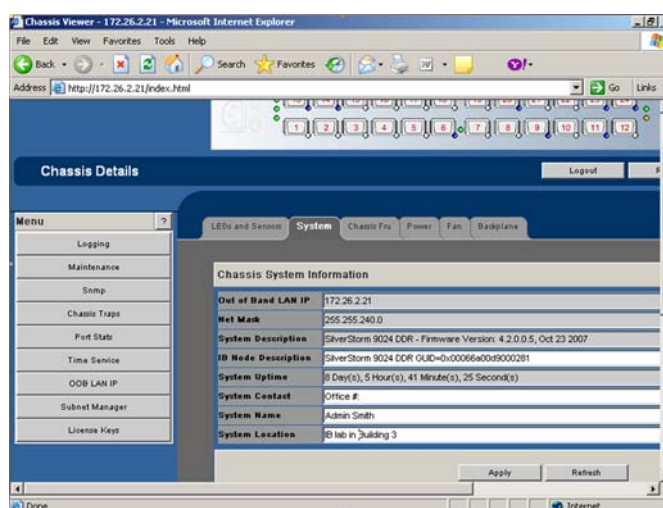 Chassis Viewer - 172.26.2.21 - Microsoft Internet Explorer
File Edit View Favorites Tools Help
Back Search Favorites
Address http://172.26.2.21/index.html Go Links
1 2 3 4 5 6 7 8 9 10 11 12
Chassis Details
Logout
Menu ?
Logging
Maintenance
Snmp
Chassis Traps
Port Stats
Time Service
OOB LAN IP
Subnet Manager
License Keys
LEDs and Sensors System Chassis Fru Power Fan Backplane
Chassis System Information
Out of Band LAN IP 172.26.2.21
Net Mask 255.255.240.0
System Description SilverStorm 9024 DDR - Firmware Version: 4.2.0.0.5, Oct 23 2007
IB Node Description SilverStorm 9024 DDR GUID=0x00066a00d9000281
System Uptime 8 Day(s), 5 Hour(s), 41 Minute(s), 25 Second(s)
System Contact Office #:
System Name Admin Smith
System Location IB lab in Building 3
Apply Refresh
Done Internet